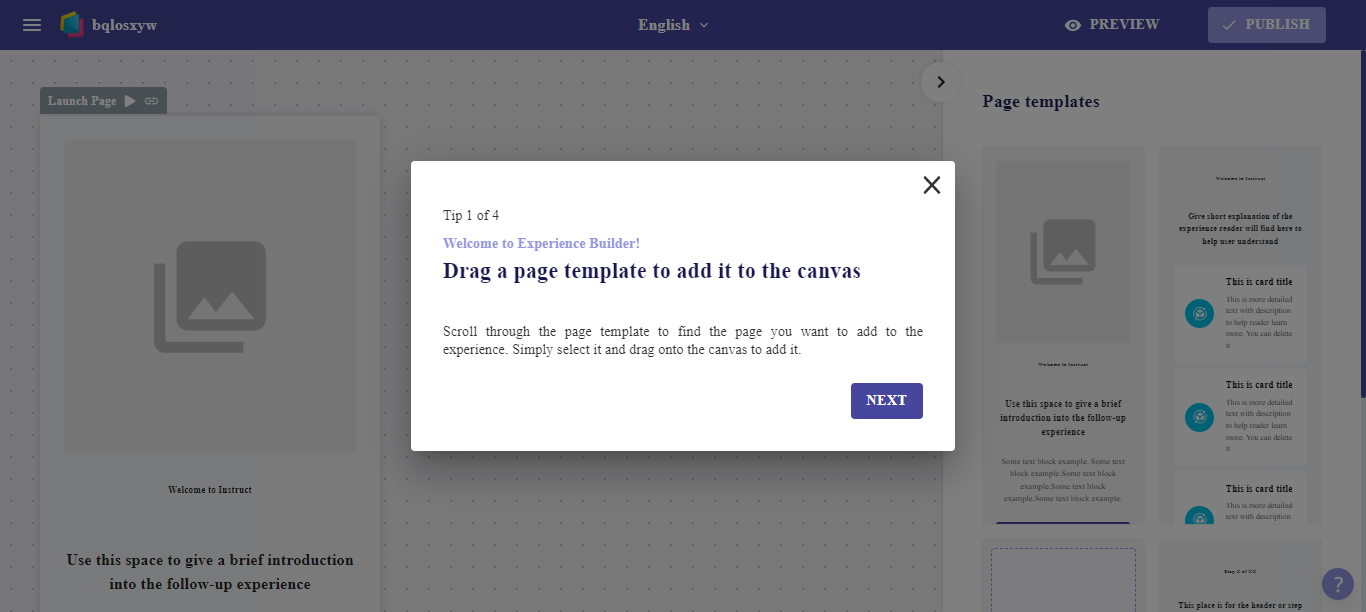 bqlosxyw
English
PREVIEW
PUBLISH
Launch Page
Page templates
Welcome to Instruct
Use this space to give a brief introduction
into the follow-up experience
Tip 1 of 4
Welcome to Experience Builder!
Drag a page template to add it to the canvas
Scroll through the page template to find the page you want to add to the
experience. Simply select it and drag onto the canvas to add it.
NEXT
Welcome to Instruct
Use this space to give a brief
introduction into the follow-up
experience
Some text block example. Some text
block example.Some text block
example.Some text block
example.Some text block example.
Welcome to Instruct
Give short explanation of the
experience reader will find here to
help user understand
This is card title
This is more detailed
text with description
to help reader learn
more. You can delete
it
This is card title
This is more detailed
text with description
to help reader learn
more. You can delete
it
This is card title
This is more detailed
text with description
Step X of XX
This place is for the header or step
?